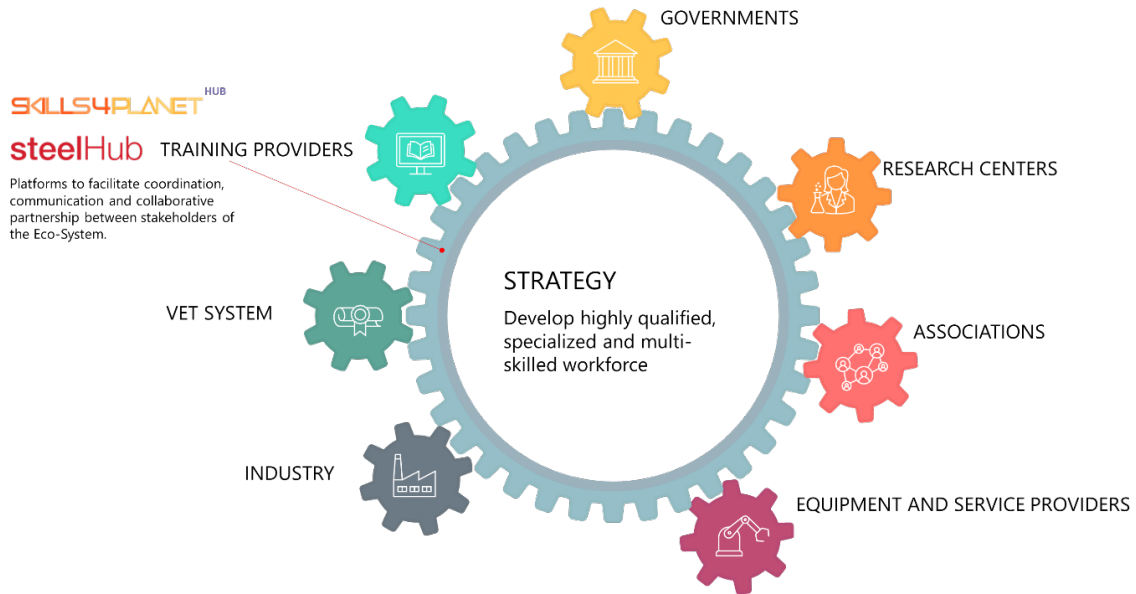 GOVERNMENTS
SKILLS4PLANET HUB
steelHub
TRAINING PROVIDERS
Platforms to facilitate coordination,
communication and collaborative
partnership between stakeholders of
the Eco-System.
RESEARCH CENTERS
STRATEGY
Develop highly qualified,
specialized and multi-
skilled workforce
VET SYSTEM
ASSOCIATIONS
INDUSTRY
EQUIPMENT AND SERVICE PROVIDERS